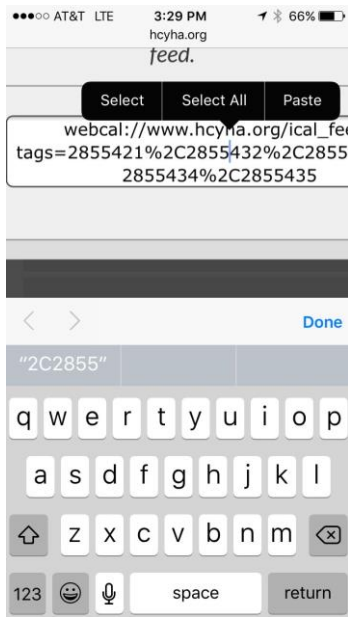 AT&T LTE 3:29 PM 66%
hcyha.org
feed.
Select Select All Paste
webcal://www.hcyha.org/ical_fee
tags=2855421%2C2855432%2C2855
2855434%2C2855435
Done
"2C2855"
q w e r t y u i o p
a s d f g h j k l
z x c v b n m
123 space return